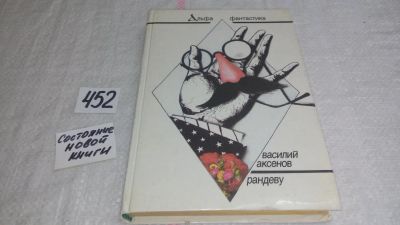 Альфа фантастика
452
Состояние
новой
книги
василий
аксенов
рандеву